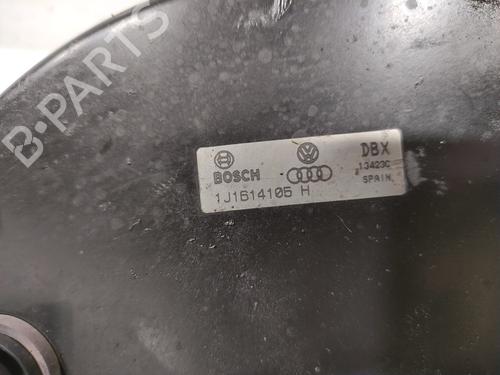 B-PARTS
BOSCH
DBX
13423C
1J1614105 H
SPAIN